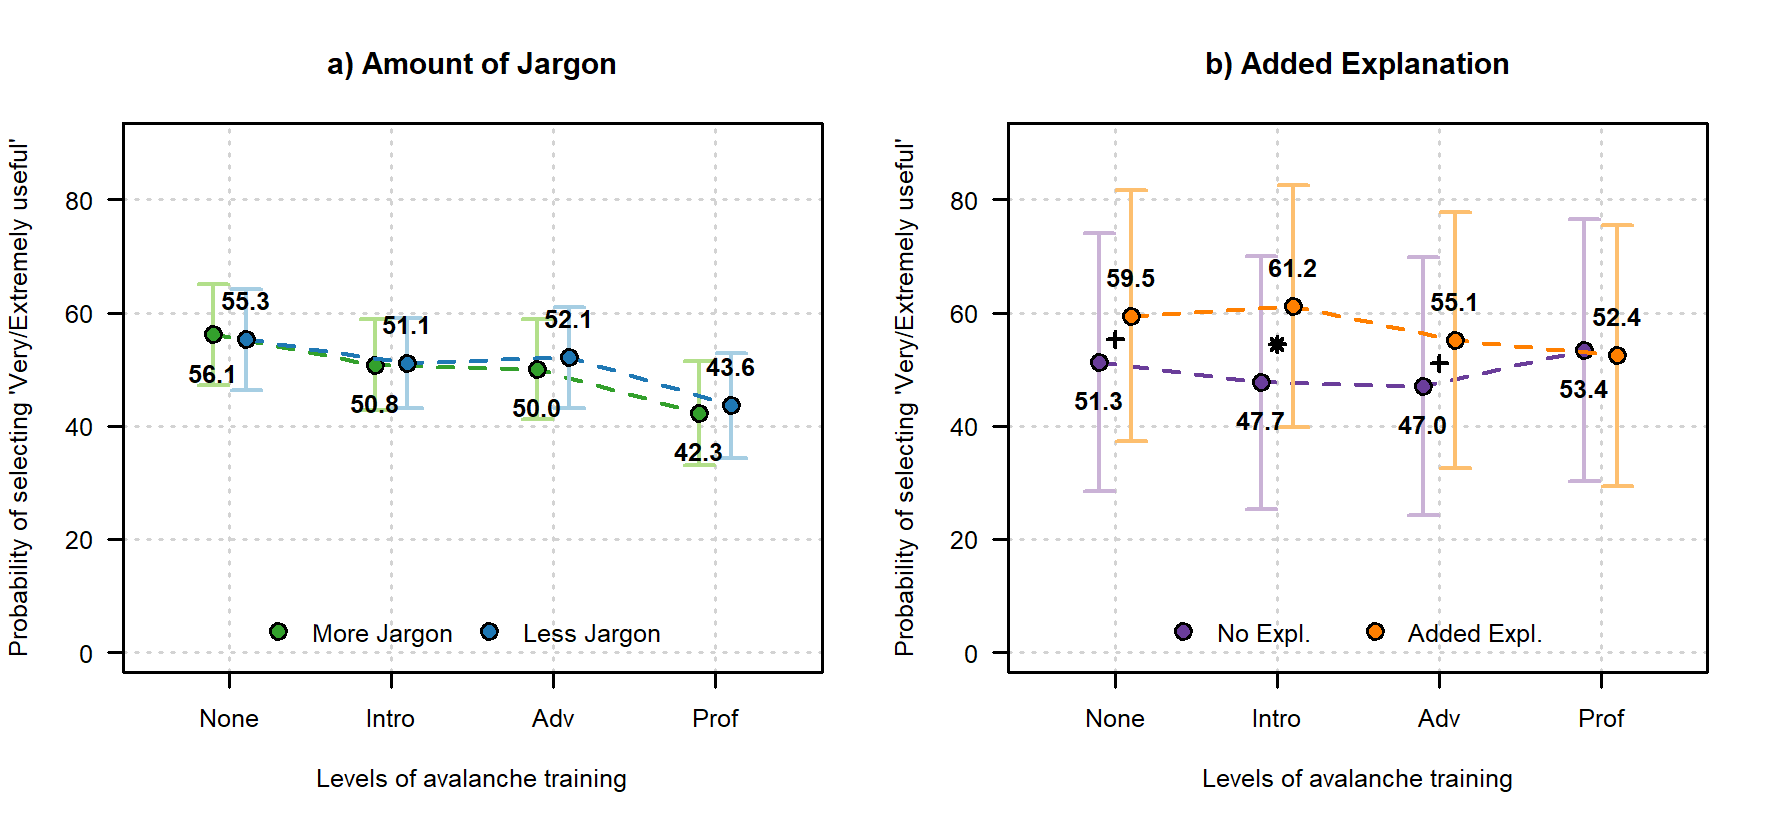 a) Amount of Jargon
Probability of selecting 'Very/Extremely useful'
80
60
40
20
0
55.3
56.1
51.1
50.8
52.1
50.0
43.6
42.3
More Jargon
Less Jargon
None
Intro
Adv
Prof
Levels of avalanche training
b) Added Explanation
Probability of selecting 'Very/Extremely useful'
80
60
40
20
0
59.5
51.3
61.2
47.7
55.1
47.0
52.4
53.4
No Expl.
Added Expl.
None
Intro
Adv
Prof
Levels of avalanche training